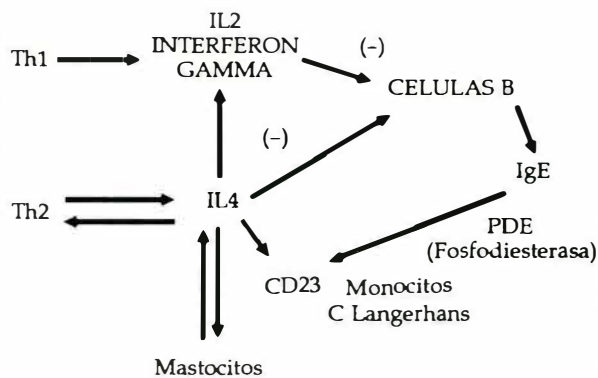 IL2
INTERFERON
GAMMA
Th1
(-)
CELULAS B
(-)
IgE
Th2
IL4
PDE
(Fosfodiesterasa)
CD23
Monocitos
C Langerhans
Mastocitos